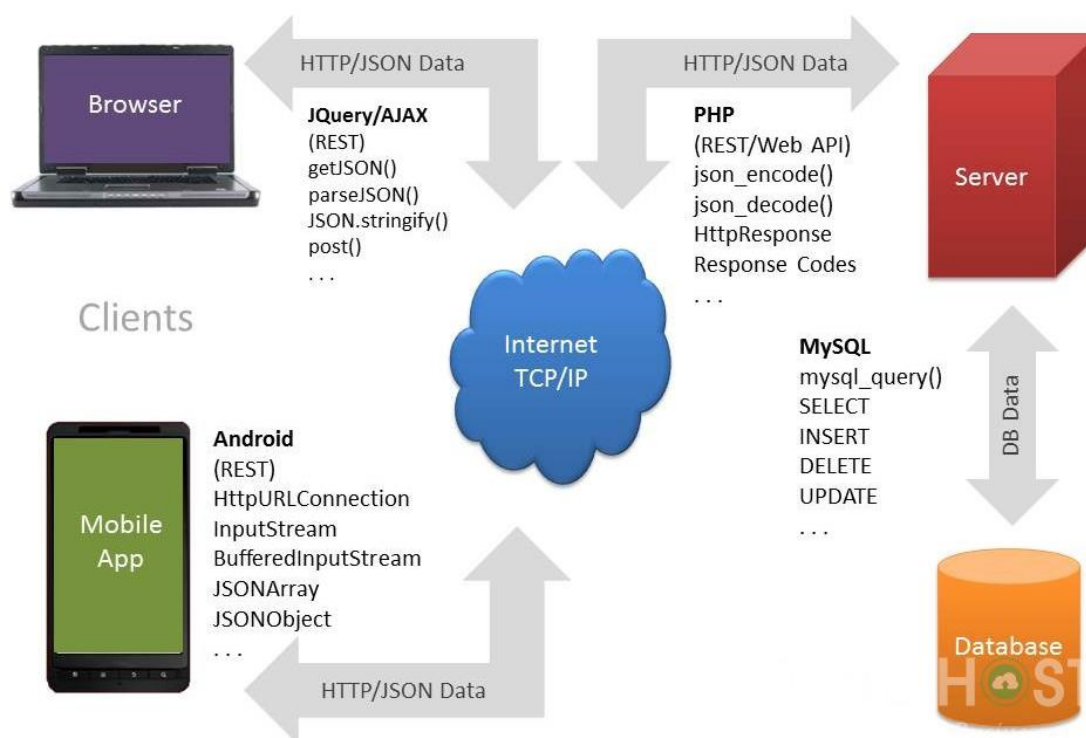 HTTP/JSON Data
HTTP/JSON Data
Browser
JQuery/AJAX
(REST)
getJSON()
parseJSON()
JSON.stringify()
post()
. . .
PHP
(REST/Web API)
json_encode()
json_decode()
HttpResponse
Response Codes
. . .
Server
Clients
Internet
TCP/IP
MySQL
mysql_query()
SELECT
INSERT
DELETE
UPDATE
. . .
DB Data
Android
(REST)
HttpURLConnection
InputStream
BufferedInputStream
JSONArray
JSONObject
. . .
Mobile
App
HTTP/JSON Data
Database
HOST